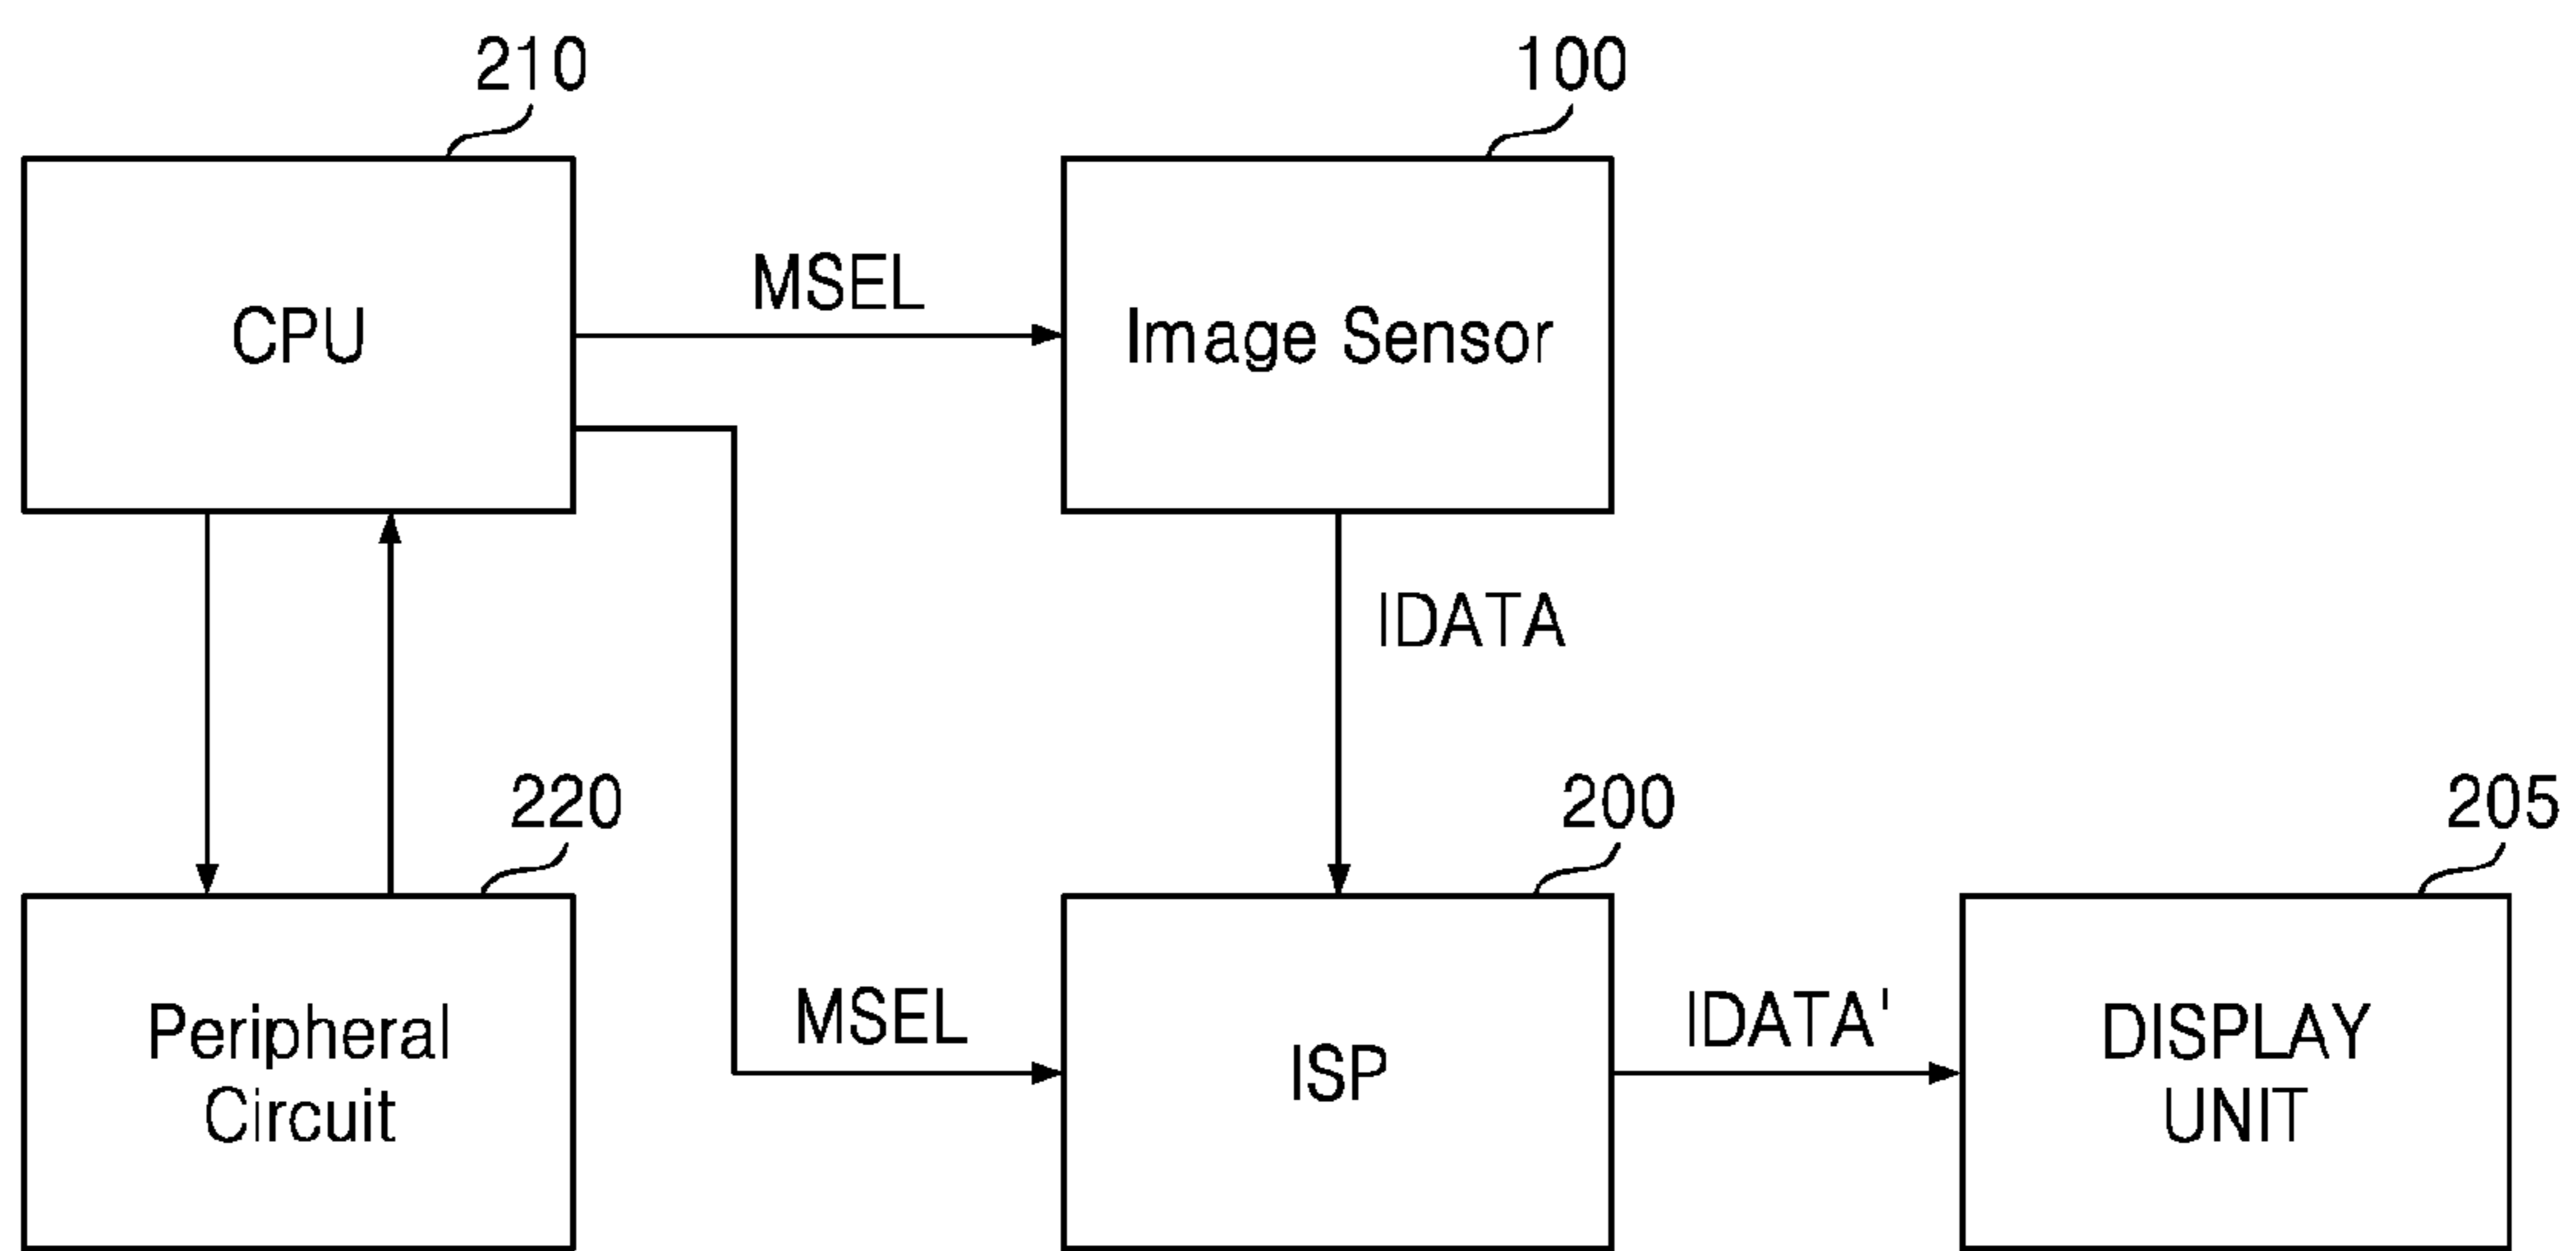 210
100
CPU
MSEL
Image Sensor
IDATA
220
200
205
Peripheral
Circuit
MSEL
ISP
IDATA'
DISPLAY
UNIT